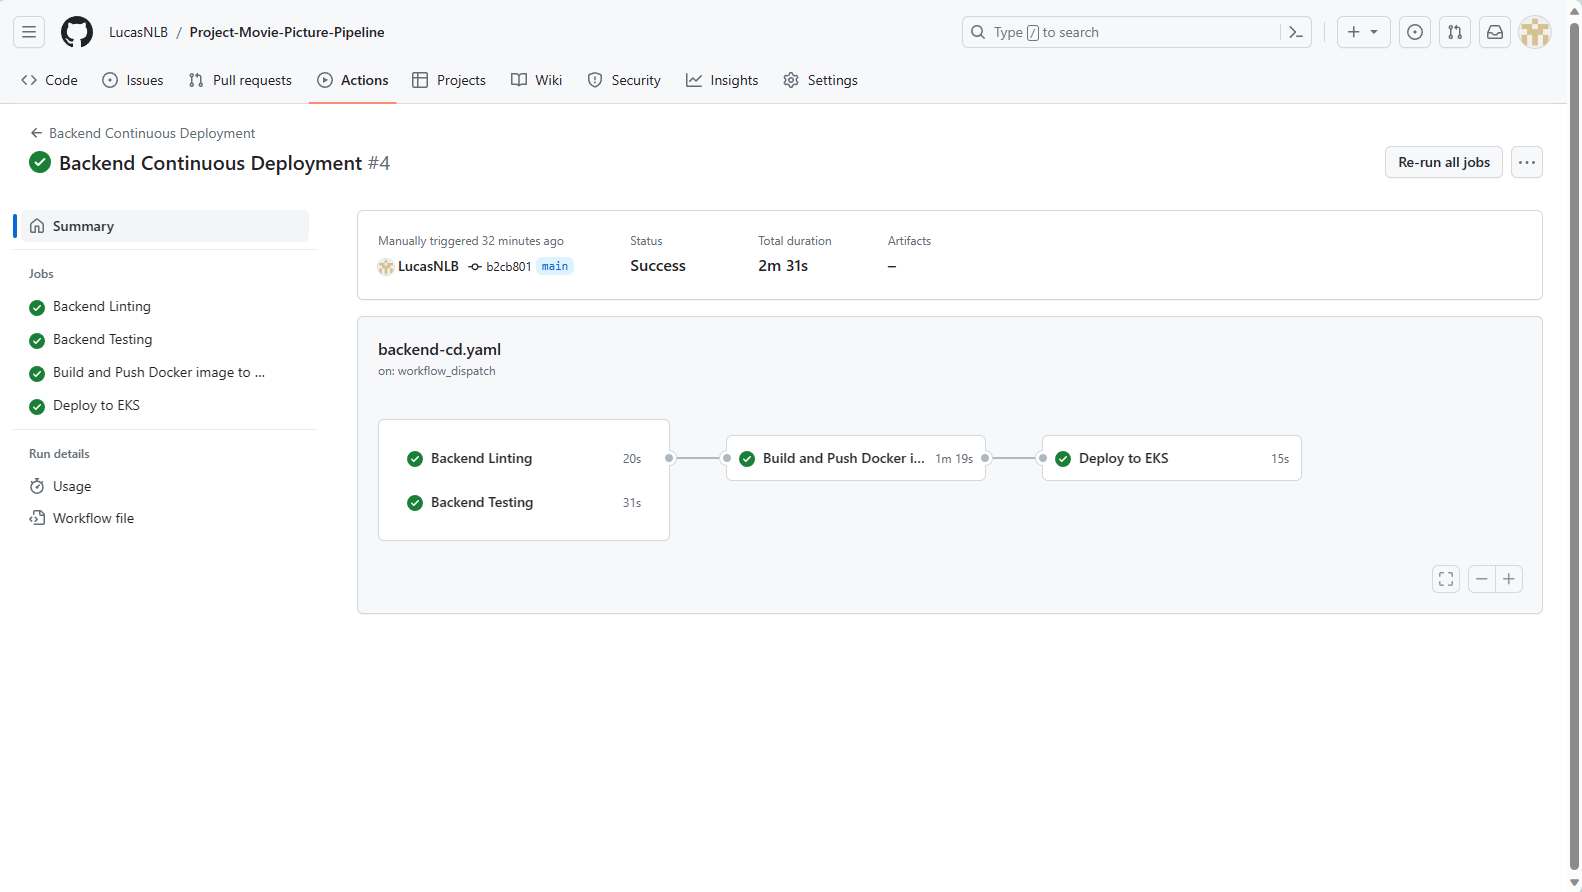 LucasNLB / Project-Movie-Picture-Pipeline
Type / to search
Code
Issues
Pull requests
Actions
Projects
Wiki
Security
Insights
Settings
Backend Continuous Deployment
Backend Continuous Deployment #4
Re-run all jobs
Summary
Jobs
Backend Linting
Backend Testing
Build and Push Docker image to ...
Deploy to EKS
Run details
Usage
Workflow file
Manually triggered 32 minutes ago
LucasNLB b2cb801 main
Status
Success
Total duration
2m 31s
Artifacts
–
backend-cd.yaml
on: workflow_dispatch
Backend Linting 20s
Backend Testing 31s
Build and Push Docker i... 1m 19s
Deploy to EKS 15s